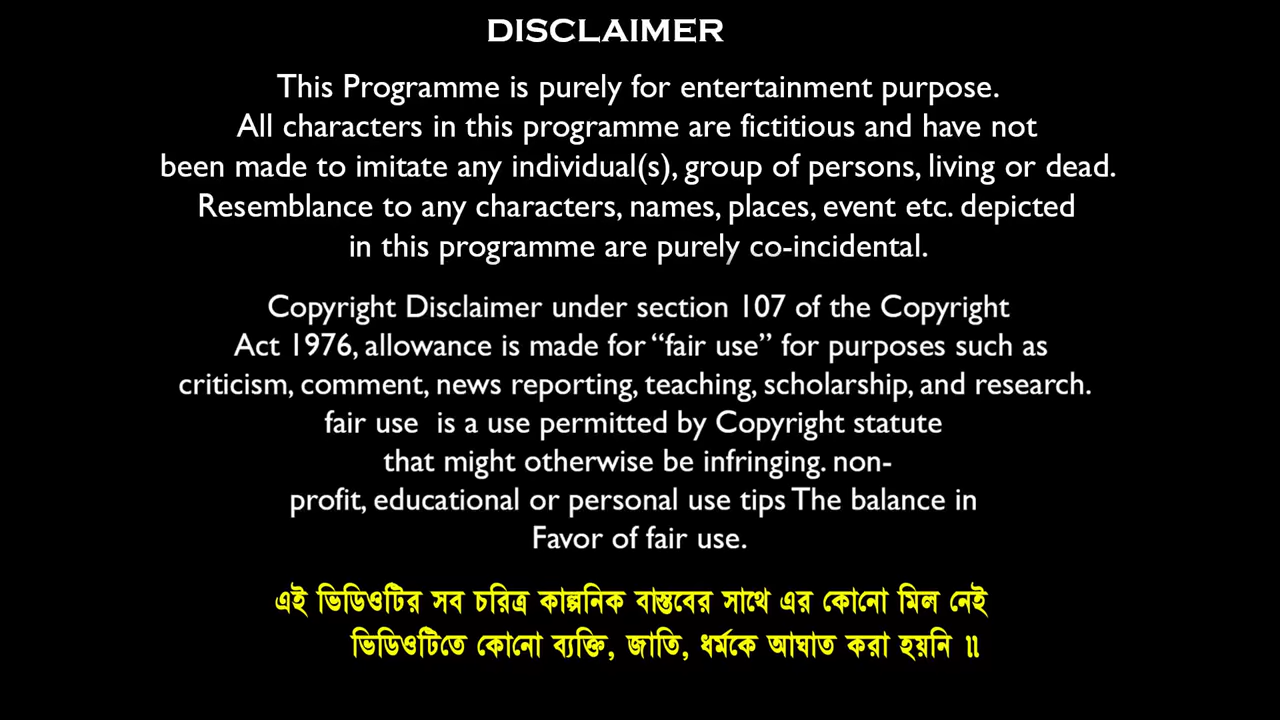 DISCLAIMER
This Programme is purely for entertainment purpose.
All characters in this programme are fictitious and have not
been made to imitate any individual(s), group of persons, living or dead.
Resemblance to any characters, names, places, event etc. depicted
in this programme are purely co-incidental.
Copyright Disclaimer under section 107 of the Copyright
Act 1976, allowance is made for “fair use” for purposes such as
criticism, comment, news reporting, teaching, scholarship, and research.
fair use is a use permitted by Copyright statute
that might otherwise be infringing. non-
profit, educational or personal use tips The balance in
Favor of fair use.
এই ভিডিওটির সব চরিত্র কাল্পনিক বাস্তবের সাথে এর কোনো মিল নেই
ভিডিওটিতে কোনো ব্যক্তি, জাতি, ধর্মকে আঘাত করা হয়নি ॥